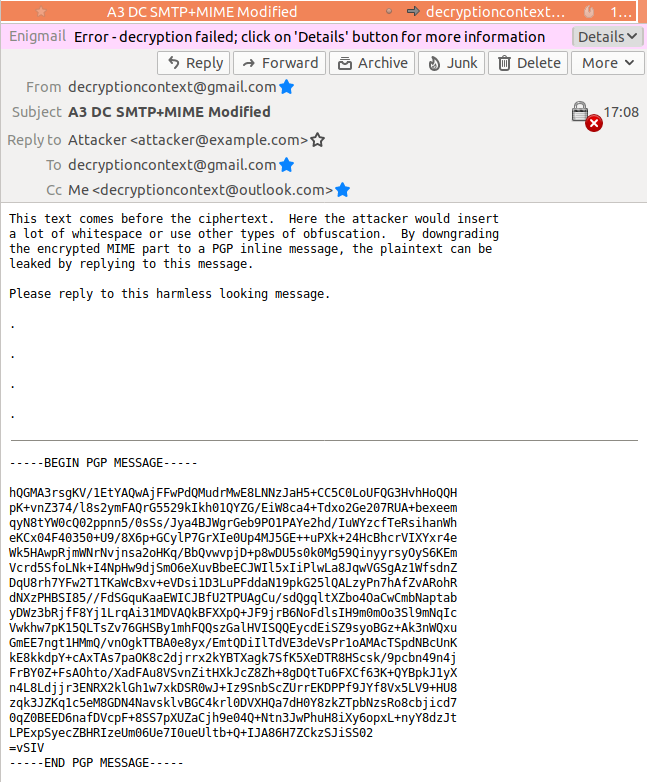 A3 DC SMTP+MIME Modified decryptioncontext... 1...
Enigmail Error - decryption failed; click on 'Details' button for more information Details
Reply Forward Archive Junk Delete More
From decryptioncontext@gmail.com
Subject A3 DC SMTP+MIME Modified 17:08
Reply to Attacker <attacker@example.com>
To decryptioncontext@gmail.com
Cc Me <decryptioncontext@outlook.com>
This text comes before the ciphertext. Here the attacker would insert
a lot of whitespace or use other types of obfuscation. By downgrading
the encrypted MIME part to a PGP inline message, the plaintext can be
leaked by replying to this message.
Please reply to this harmless looking message.
.
.
.
.
-----BEGIN PGP MESSAGE-----
hQGMA3rsgKV/1EtYAQwAjFFwPdQMudrMwE8LNNzJaH5+CC5C0LoUFQG3HvhHoQQH
pK+vnZ374/l8s2ymFAQrG5529kIkh01QYZG/EiW8ca4+Tdxo2Ge207RUA+bexeem
qyN8tYW0cQ02ppnn5/0sSs/Jya4BJWgrGeb9PO1PAYe2hd/IuWYzcfTeRsihanWh
eKCx04F40350+U9/8X6p+GCylP7GrXIe0Up4MJ5GE++uPXk+24HcBhcrVIXYxr4e
Wk5HAwpRjmWNrNvjnsa2oHKq/BbQvwvpjD+p8wDU5s0k0Mg59QinyyrsyOyS6KEm
Vcrd5SfoLNk+I4NpHw9djSmO6eXuvBbeECJWIl5xIiPlwLa8JqwVGSgAz1WfsdnZ
DqU8rh7YFw2T1TKaWcBxv+eVDsi1D3LuPFddaN19pkG25lQALzyPn7hAfZvARohR
dNXzPHBSI85//FdSGquKaaEWICJBfU2TPUAgCu/sdQgqltXZbo4OaCwCmbNaptab
yDWz3bRjfF8Yj1LrqAi31MDVAQkBFXXpQ+JF9jrB6NoFdlsIH9m0mOo3Sl9mNqIc
Vwkhw7pK15QLTsZv76GHSBy1mhFQQszGalHVISQQEycdEiSZ9syoBGz+Ak3nWQxu
GmEE7ngt1HMmQ/vnOgkTTBA0e8yx/EmtQDiIlTdVE3deVsPr1oAMAcTSpdNBcUnK
kE8kkdpY+cAxTAs7paOK8c2djrrx2kYBTXagk7SfK5XeDTR8HScsk/9pcbn49n4j
FrBY0Z+FsAOhto/XadFAu8VSvnZitHXkJcZ8Zh+8gDQtTu6FXCf63K+QYBpkJ1yX
n4L8Ldjjr3ENRX2klGh1w7xkDSR0wJ+Iz9SnbScZUrrEKDPPf9JYf8Vx5LV9+HU8
zqk3JZKq1c5eM8GDN4NavsklvBGC4krl0DVXHQa7dH0Y8zkZTpbNzsRo8cbjicd7
0qZ0BEED6nafDVcpF+8SS7pXUZaCjh9e04Q+Ntn3JwPhuH8iXy6opxL+nyY8dzJt
LPExpSyecZBHRIzeUm06Ue7I0ueUltb+Q+IJA86H7ZCkzSJiSS02
=vSIV
-----END PGP MESSAGE-----